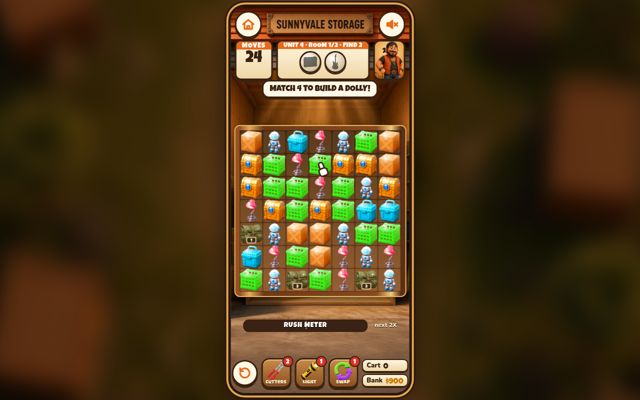 SUNNYVALE STORAGE
MOVES
24
UNIT 4 • ROOM 1/2 • FIND 2
MATCH 4 TO BUILD A DOLLY!
RUSH METER
next 2X
2
CUTTERS
1
LIGHT
1
SWAP
Cart 0
Bank $900